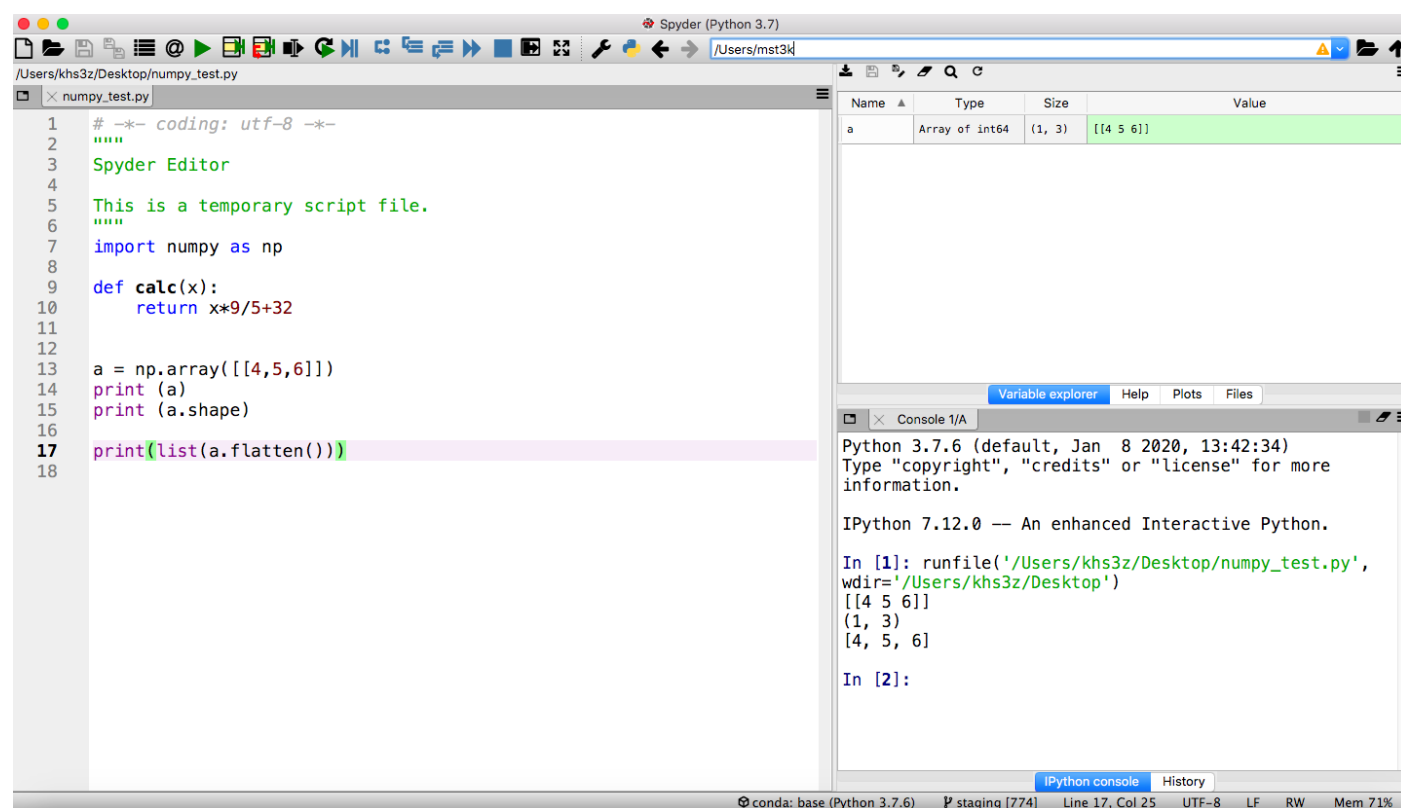 Spyder (Python 3.7)
/Users/mst3k
/Users/khs3z/Desktop/numpy_test.py
numpy_test.py
1 # -*- coding: utf-8 -*-
2 """
3 Spyder Editor
4
5 This is a temporary script file.
6 """
7 import numpy as np
8
9 def calc(x):
10     return x*9/5+32
11
12
13 a = np.array([[4,5,6]])
14 print (a)
15 print (a.shape)
16
17 print(list(a.flatten()))
18
Name Type Size Value
a Array of int64 (1, 3) [[4 5 6]]
Variable explorer Help Plots Files
Console 1/A
Python 3.7.6 (default, Jan  8 2020, 13:42:34)
Type "copyright", "credits" or "license" for more
information.
IPython 7.12.0 -- An enhanced Interactive Python.
In [1]: runfile('/Users/khs3z/Desktop/numpy_test.py',
wdir='/Users/khs3z/Desktop')
[[4 5 6]]
(1, 3)
[4, 5, 6]
In [2]:
IPython console History
conda: base (Python 3.7.6) staging [774] Line 17, Col 25 UTF-8 LF RW Mem 71%